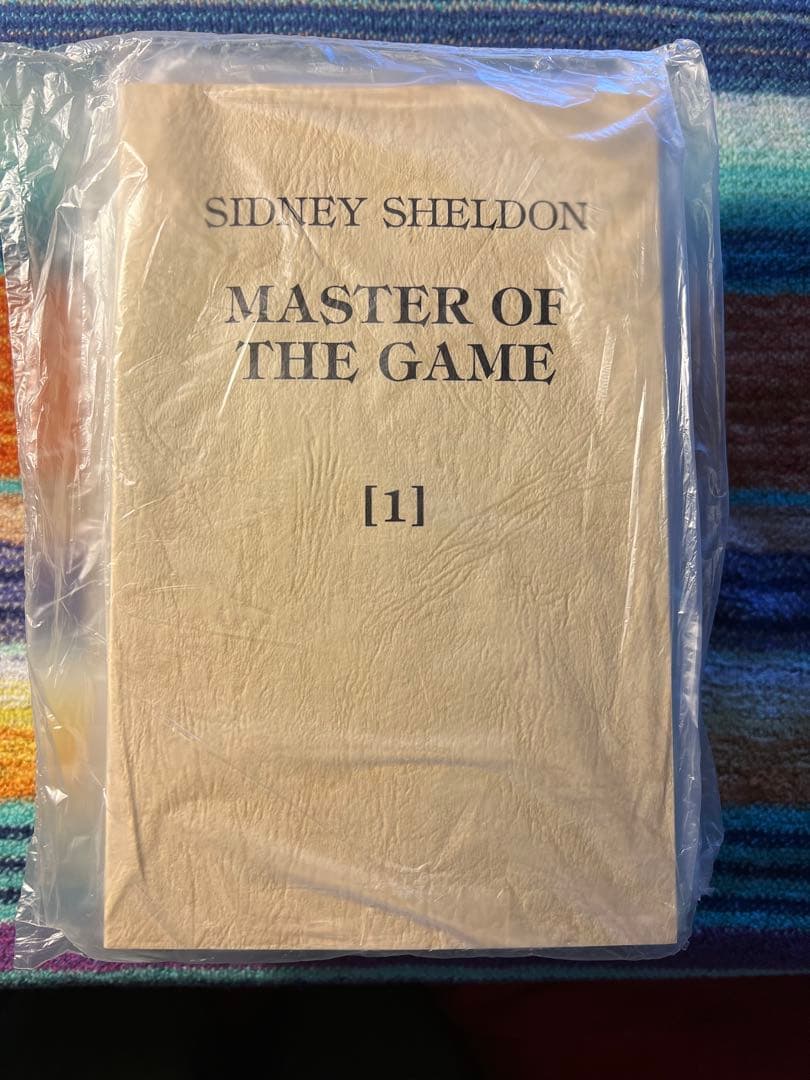 SIDNEY SHELDON
MASTER OF
THE GAME
[1]